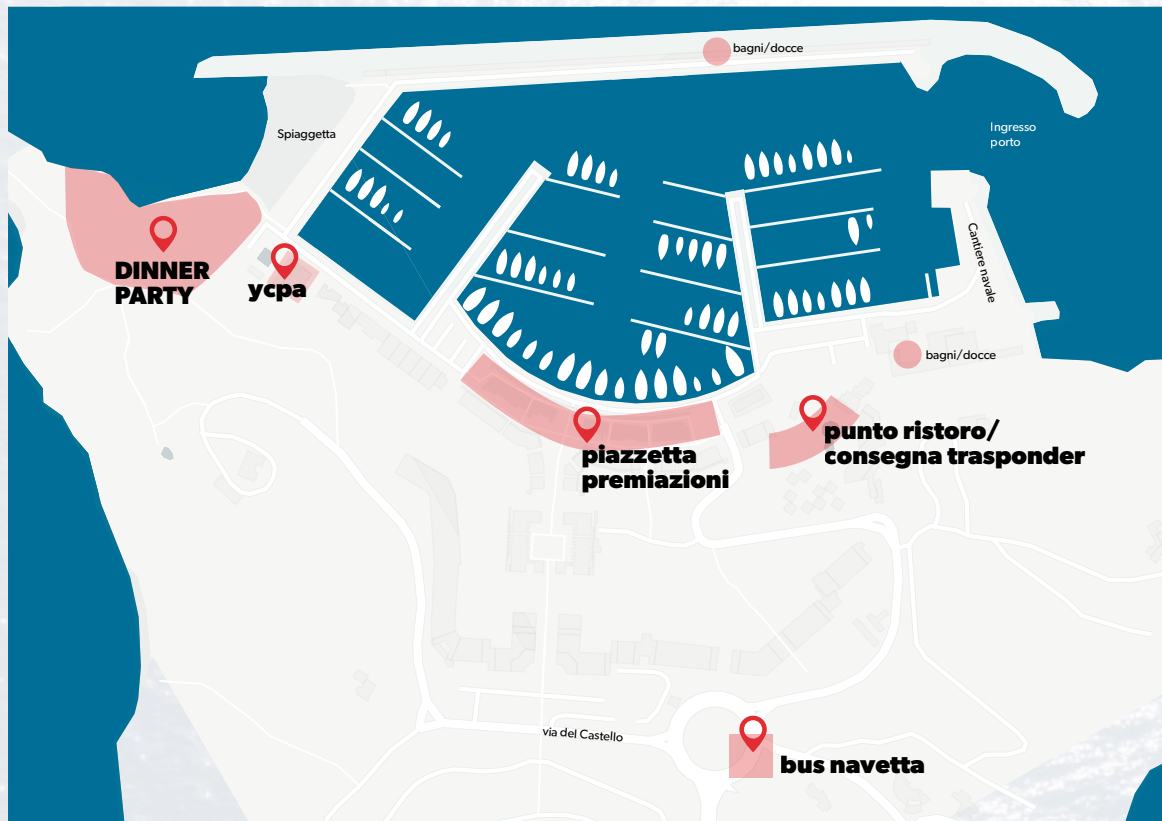 bagni/docce
Spiaggetta
Ingresso
porto
Cantiere navale
DINNER
PARTY
ycpa
bagni/docce
piazzetta
premiazioni
punto ristoro/
consegna trasponder
via del Castello
bus navetta